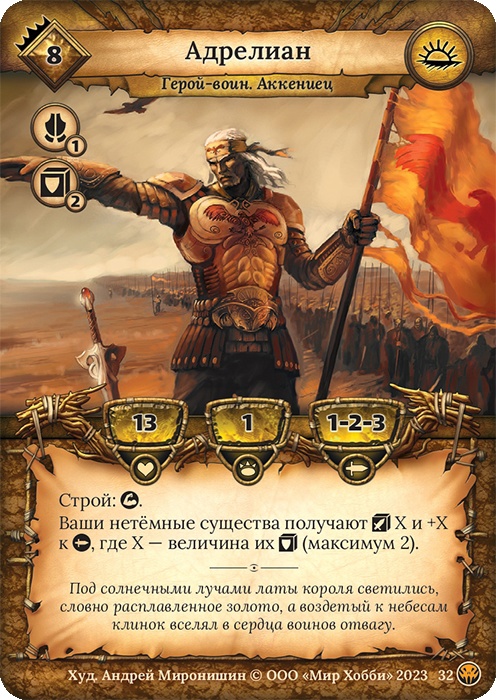 8
Адрелиан
Герой-воин. Аккениец
1
2
13
1
1-2-3
Строй: .
Ваши нетёмные существа получают X и +X
к , где X — величина их (максимум 2).
Под солнечными лучами латы короля светились,
словно расплавленное золото, а воздетый к небесам
клинок вселял в сердца воинов отвагу.
Худ. Андрей Миронишин © ООО «Мир Хобби» 2023 32